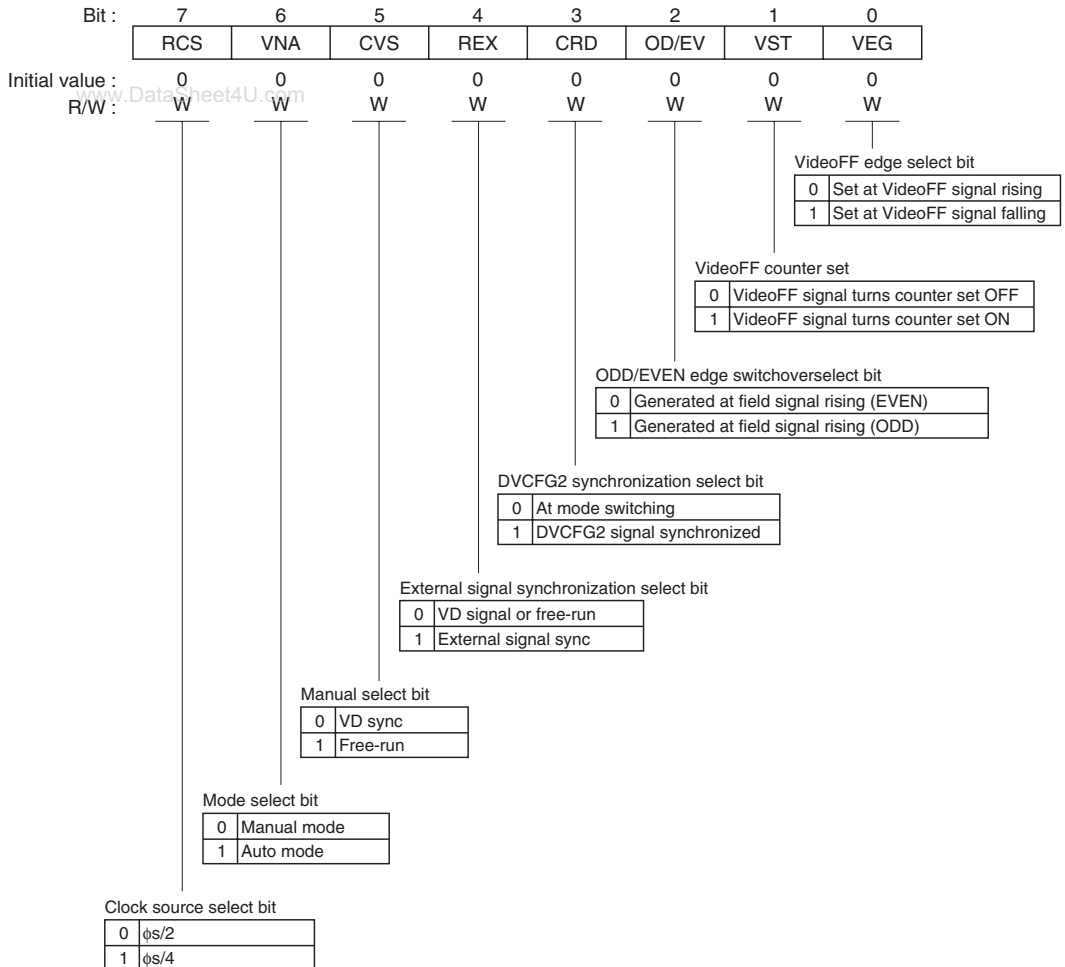 Bit : 7 6 5 4 3 2 1 0
RCS VNA CVS REX CRD OD/EV VST VEG
Initial value : 0 0 0 0 0 0 0 0
www.DataSheet4U.com
R/W : W W W W W W W W
VideoFF edge select bit
0 Set at VideoFF signal rising
1 Set at VideoFF signal falling
VideoFF counter set
0 VideoFF signal turns counter set OFF
1 VideoFF signal turns counter set ON
ODD/EVEN edge switchoverselect bit
0 Generated at field signal rising (EVEN)
1 Generated at field signal rising (ODD)
DVCFG2 synchronization select bit
0 At mode switching
1 DVCFG2 signal synchronized
External signal synchronization select bit
0 VD signal or free-run
1 External signal sync
Manual select bit
0 VD sync
1 Free-run
Mode select bit
0 Manual mode
1 Auto mode
Clock source select bit
0 ϕs/2
1 ϕs/4